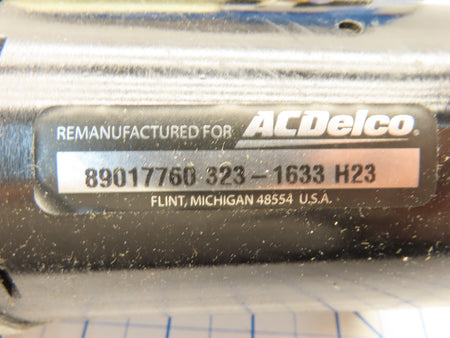 REMANUFACTURED FOR ACDelco®
89017760 323-1633 H23
FLINT, MICHIGAN 48554 U.S.A.